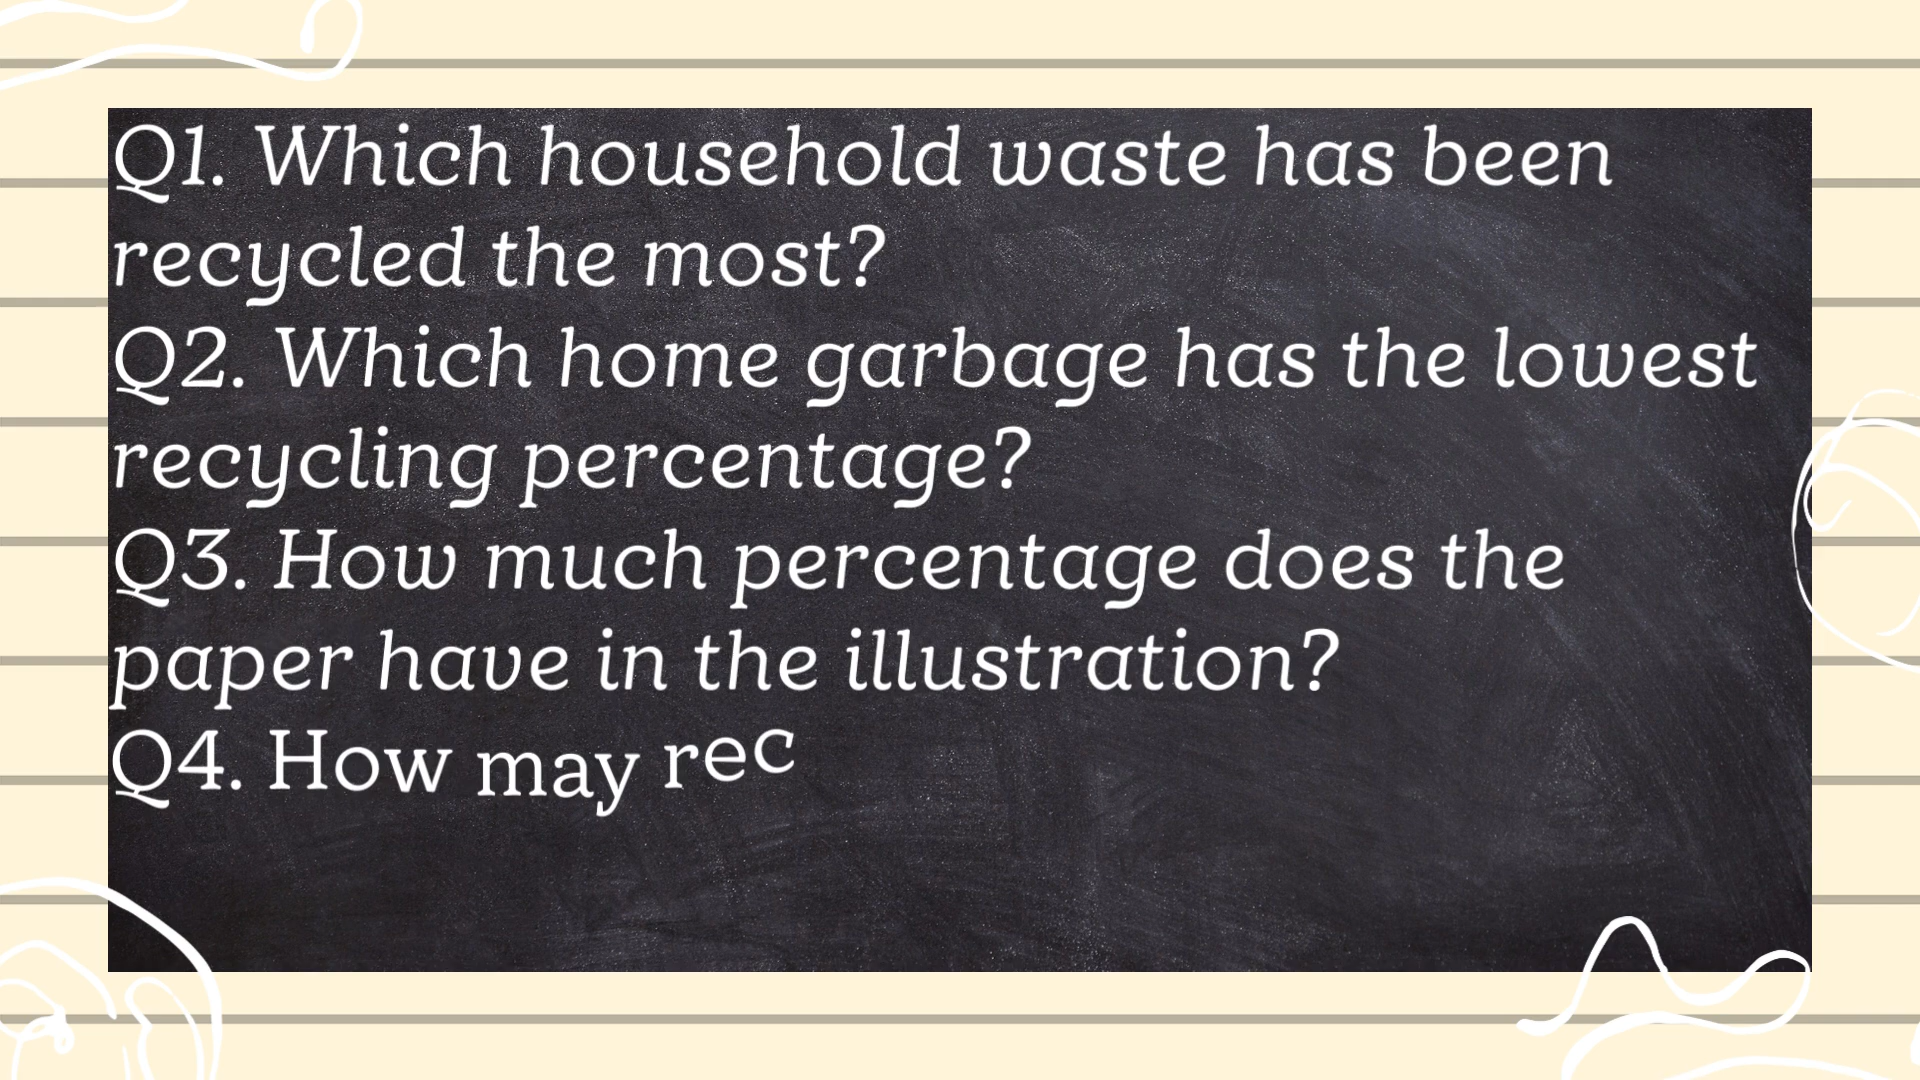 Q1. Which household waste has been
recycled the most?
Q2. Which home garbage has the lowest
recycling percentage?
Q3. How much percentage does the
paper have in the illustration?
Q4. How may rec